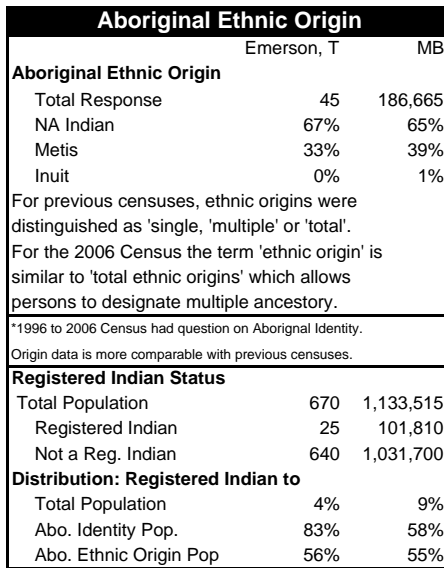 Aboriginal Ethnic Origin
Emerson, T MB
Aboriginal Ethnic Origin
Total Response 45 186,665
NA Indian 67% 65%
Metis 33% 39%
Inuit 0% 1%
For previous censuses, ethnic origins were
distinguished as 'single, 'multiple' or 'total'.
For the 2006 Census the term 'ethnic origin' is
similar to 'total ethnic origins' which allows
persons to designate multiple ancestory.
*1996 to 2006 Census had question on Aborignal Identity.
Origin data is more comparable with previous censuses.
Registered Indian Status
Total Population 670 1,133,515
Registered Indian 25 101,810
Not a Reg. Indian 640 1,031,700
Distribution: Registered Indian to
Total Population 4% 9%
Abo. Identity Pop. 83% 58%
Abo. Ethnic Origin Pop 56% 55%